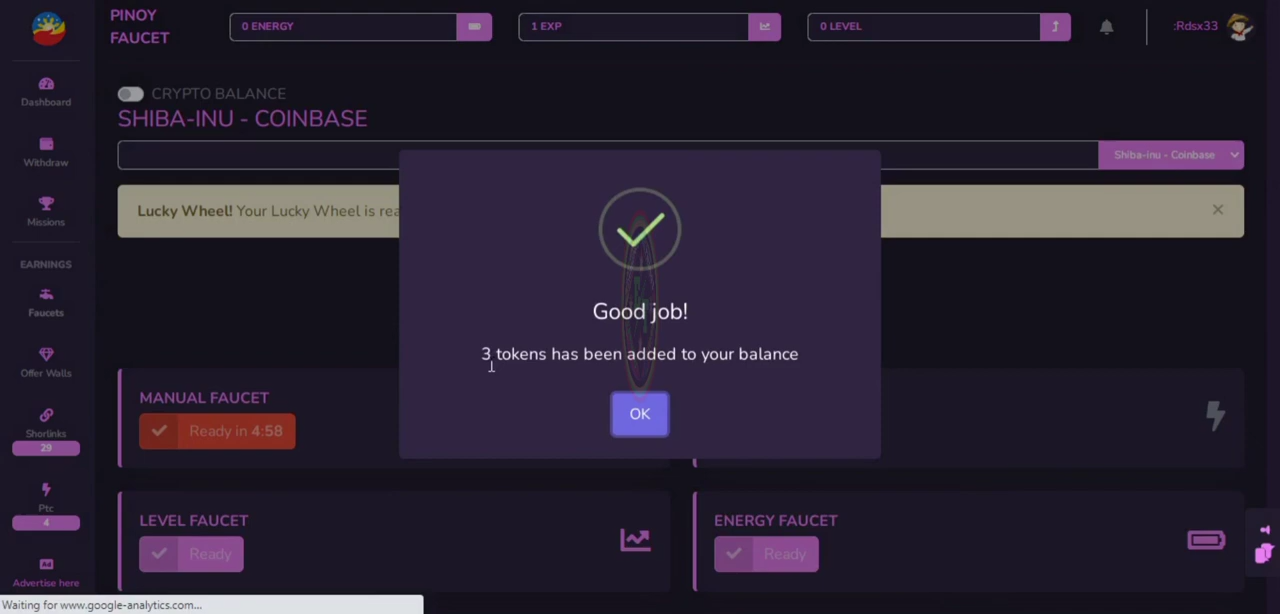 PINOY
FAUCET
0 ENERGY
1 EXP
0 LEVEL
:Rdsx33
Dashboard
Withdraw
Missions
EARNINGS
Faucets
Offer Walls
Shorlinks
29
Ptc
4
Advertise here
CRYPTO BALANCE
SHIBA-INU - COINBASE
Shiba-inu - Coinbase
Lucky Wheel! Your Lucky Wheel is rea
Good job!
3 tokens has been added to your balance
OK
MANUAL FAUCET
Ready in 4:58
LEVEL FAUCET
Ready
ENERGY FAUCET
Ready
Ad
Waiting for www.google-analytics.com...